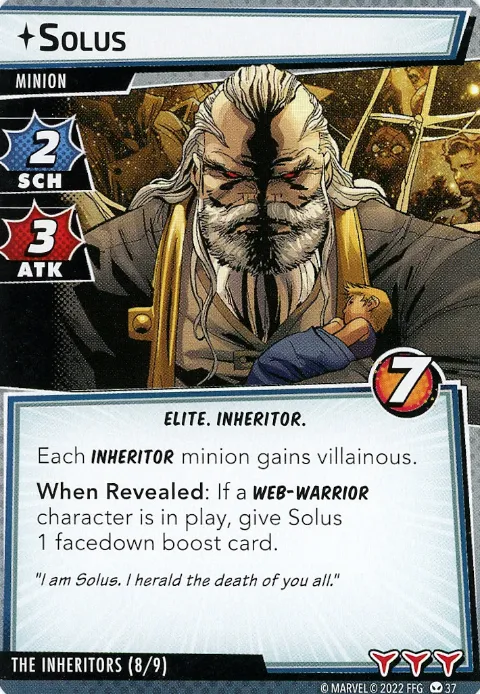 Solus
MINION
2
SCH
3
ATK
7
ELITE. INHERITOR.
Each INHERITOR minion gains villainous.
When Revealed: If a WEB-WARRIOR
character is in play, give Solus
1 facedown boost card.
"I am Solus. I herald the death of you all."
THE INHERITORS (8/9)
© MARVEL © 2022 FFG 37